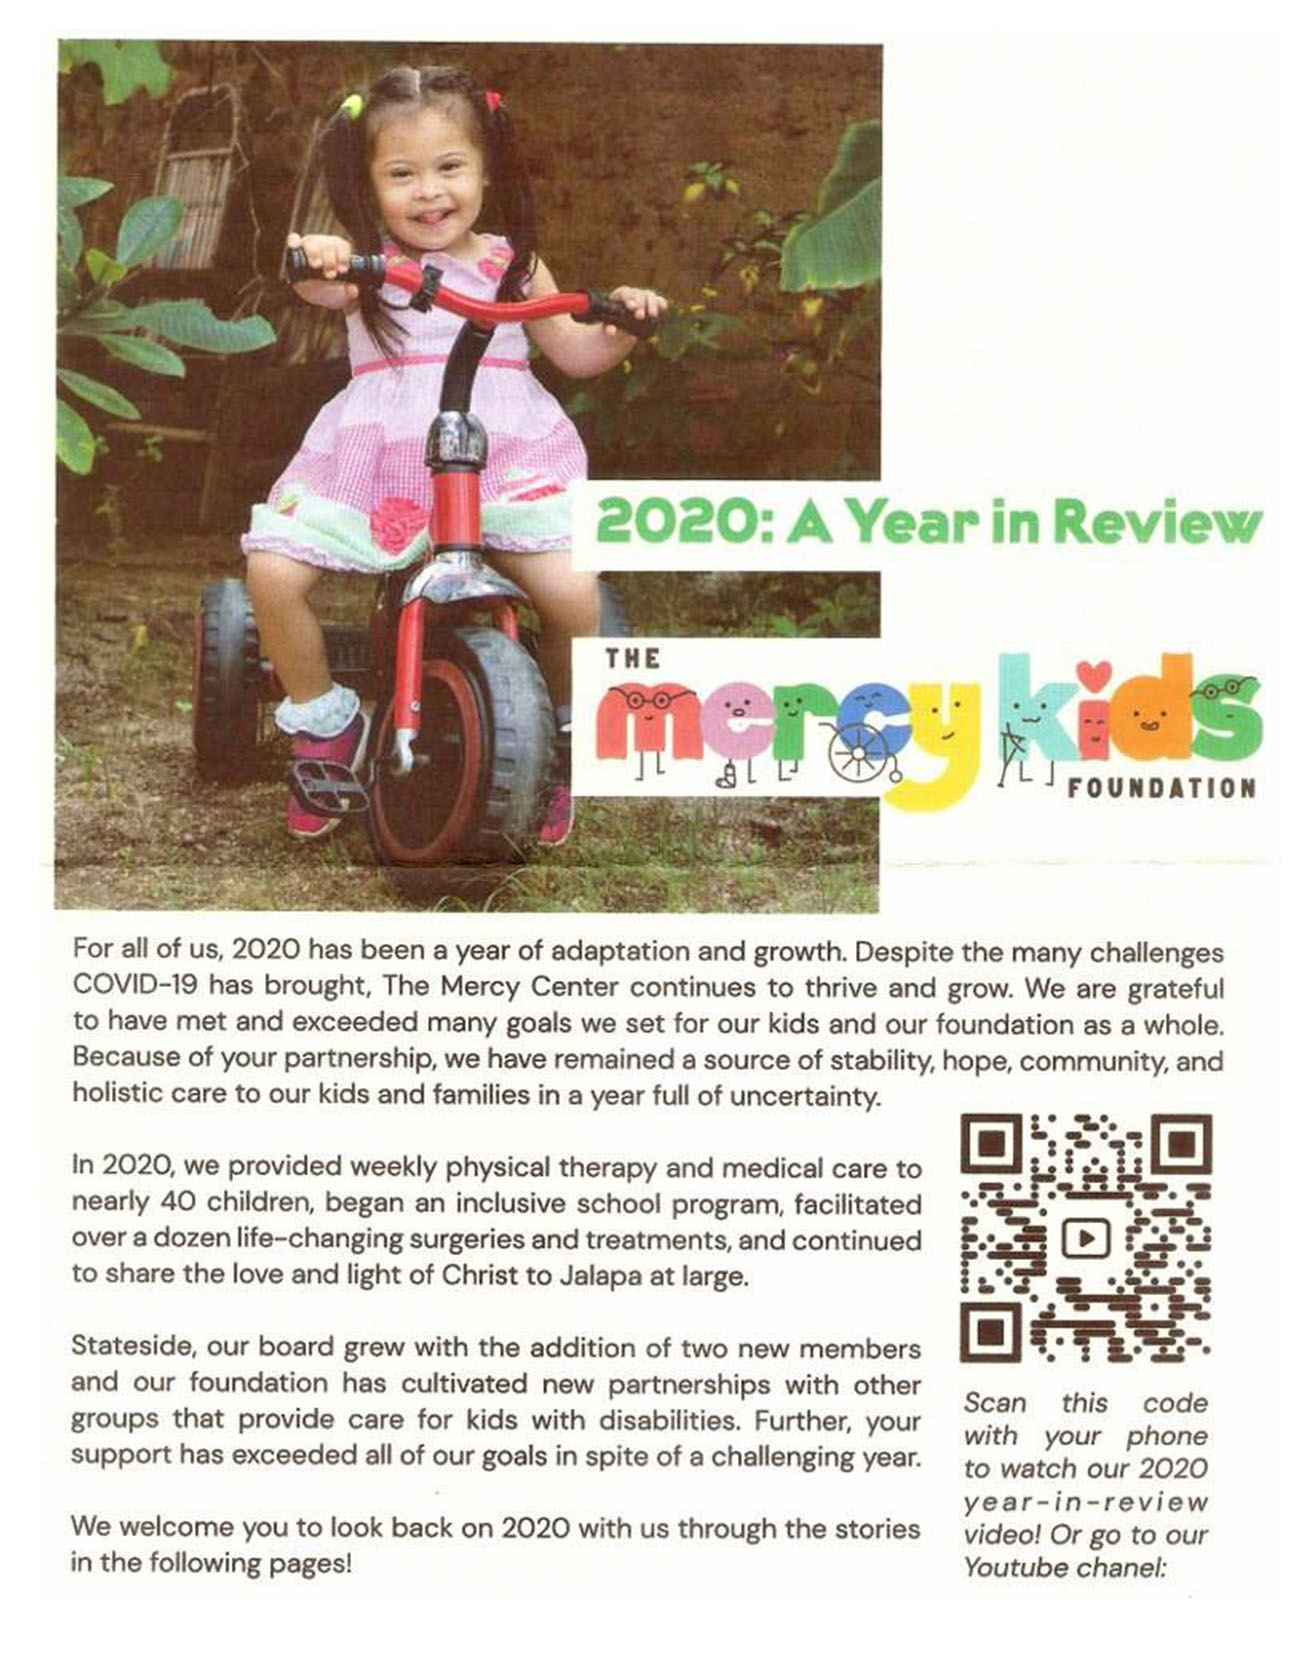 2020: A Year in Review
THE
mercy kids
FOUNDATION
For all of us, 2020 has been a year of adaptation and growth. Despite the many challenges
COVID-19 has brought, The Mercy Center continues to thrive and grow. We are grateful
to have met and exceeded many goals we set for our kids and our foundation as a whole.
Because of your partnership, we have remained a source of stability, hope, community, and
holistic care to our kids and families in a year full of uncertainty.
In 2020, we provided weekly physical therapy and medical care to
nearly 40 children, began an inclusive school program, facilitated
over a dozen life-changing surgeries and treatments, and continued
to share the love and light of Christ to Jalapa at large.
Stateside, our board grew with the addition of two new members
and our foundation has cultivated new partnerships with other
groups that provide care for kids with disabilities. Further, your
support has exceeded all of our goals in spite of a challenging year.
We welcome you to look back on 2020 with us through the stories
in the following pages!
Scan this code
with your phone
to watch our 2020
year-in-review
video! Or go to our
Youtube chanel: